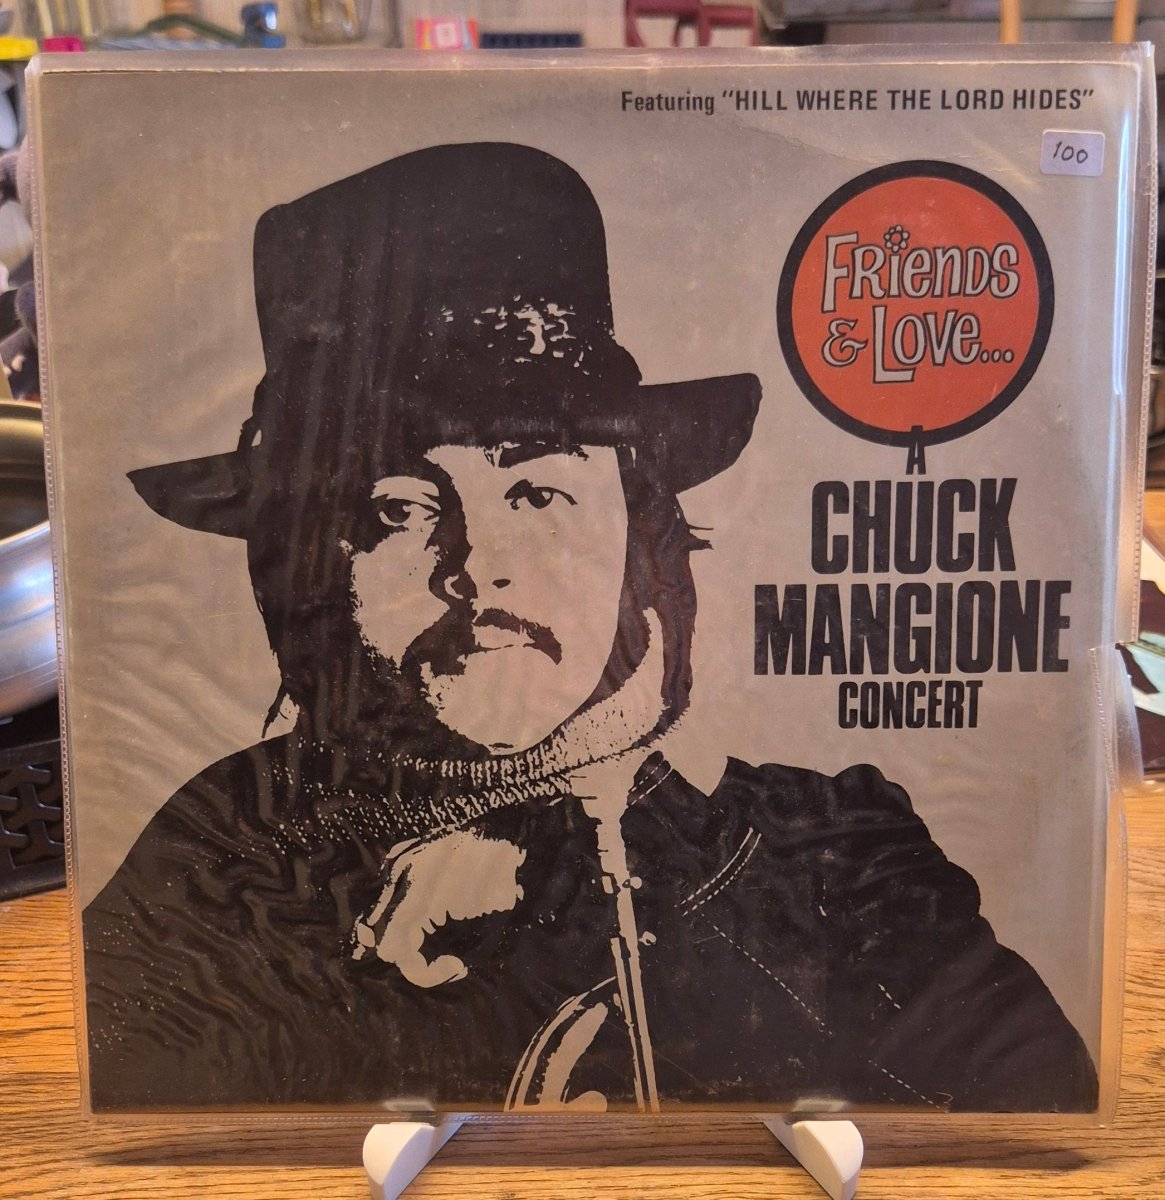 Featuring "HILL WHERE THE LORD HIDES"
100
FRiENDS
& LOVE...
A
CHUCK
MANGIONE
CONCERT